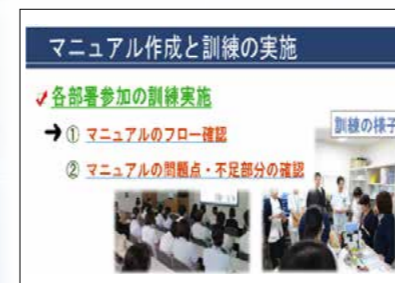 マニュアル作成と訓練の実施
各部署参加の訓練実施
訓練の様子
➔① マニュアルのフロー確認
② マニュアルの問題点・不足部分の確認